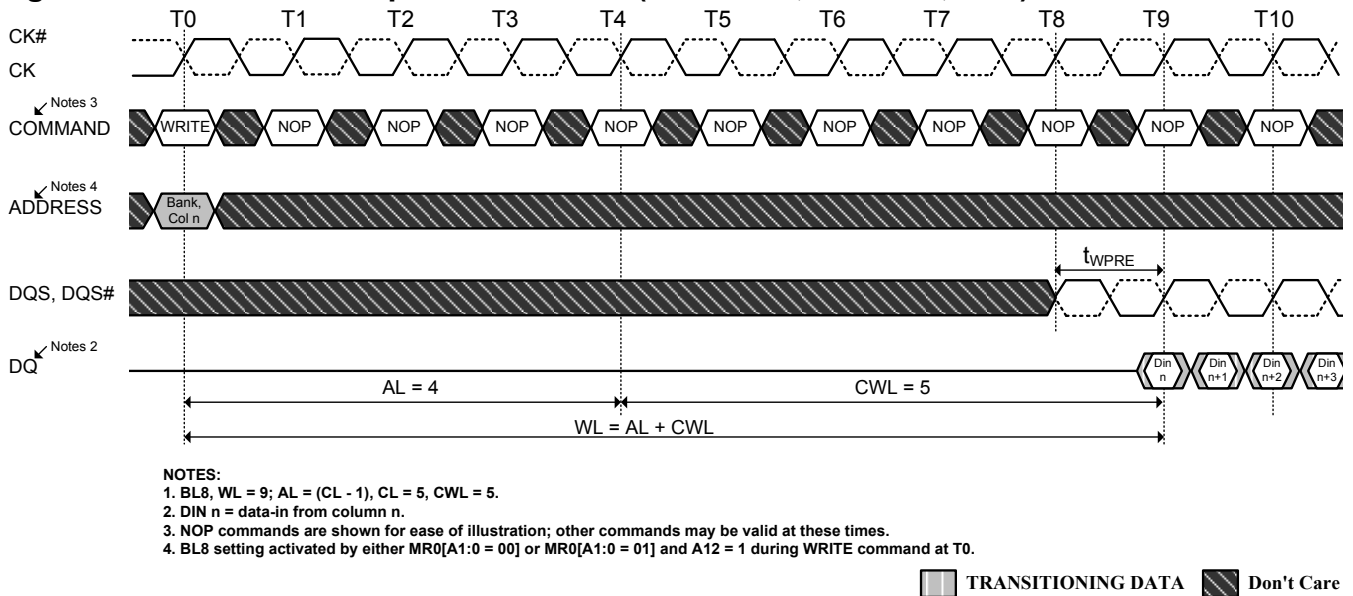 T0 T1 T2 T3 T4 T5 T6 T7 T8 T9 T10
CK#
CK
Notes 3
COMMAND
WRITE NOP NOP NOP NOP NOP NOP NOP NOP NOP NOP
Notes 4
ADDRESS
Bank,
Col n
tWPRE
DQS, DQS#
Notes 2
DQ
Din
n
Din
n+1
Din
n+2
Din
n+3
AL = 4
CWL = 5
WL = AL + CWL
NOTES:
1. BL8, WL = 9; AL = (CL - 1), CL = 5, CWL = 5.
2. DIN n = data-in from column n.
3. NOP commands are shown for ease of illustration; other commands may be valid at these times.
4. BL8 setting activated by either MR0[A1:0 = 00] or MR0[A1:0 = 01] and A12 = 1 during WRITE command at T0.
TRANSITIONING DATA
Don't Care